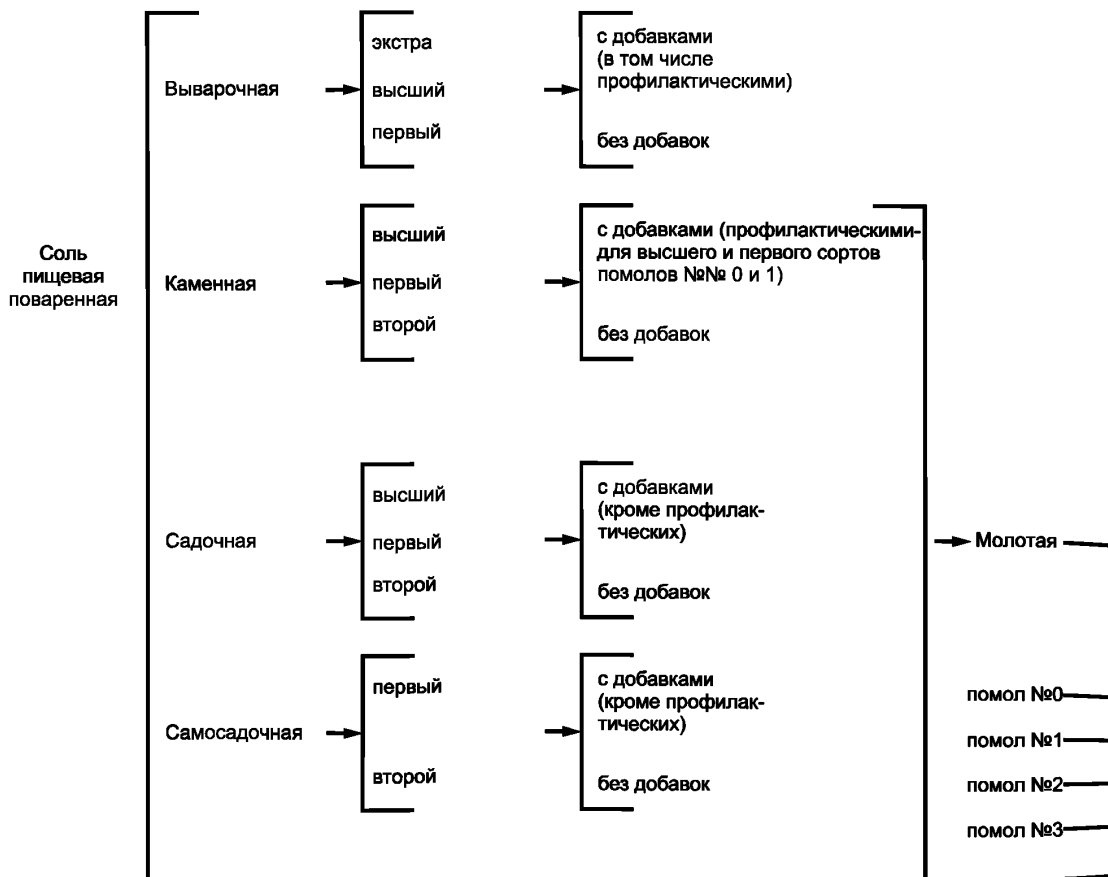 Соль
пищевая
поваренная
Выварочная
экстра
высший
первый
с добавками
(в том числе
профилактическими)
без добавок
Каменная
высший
первый
второй
с добавками (профилактическими-
для высшего и первого сортов
помолов №№ 0 и 1)
без добавок
Садочная
высший
первый
второй
с добавками
(кроме профилак-
тических)
без добавок
Самосадочная
первый
второй
с добавками
(кроме профилак-
тических)
без добавок
Молотая
помол №0
помол №1
помол №2
помол №3